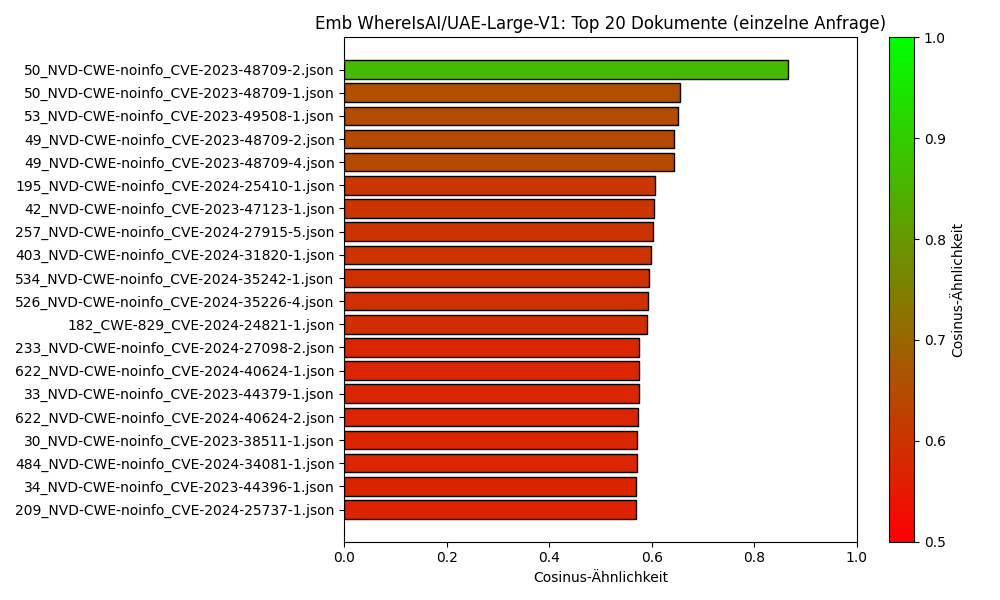 Emb WhereIsAI/UAE-Large-V1: Top 20 Dokumente (einzelne Anfrage)
50_NVD-CWE-noinfo_CVE-2023-48709-2.json
50_NVD-CWE-noinfo_CVE-2023-48709-1.json
53_NVD-CWE-noinfo_CVE-2023-49508-1.json
49_NVD-CWE-noinfo_CVE-2023-48709-2.json
49_NVD-CWE-noinfo_CVE-2023-48709-4.json
195_NVD-CWE-noinfo_CVE-2024-25410-1.json
42_NVD-CWE-noinfo_CVE-2023-47123-1.json
257_NVD-CWE-noinfo_CVE-2024-27915-5.json
403_NVD-CWE-noinfo_CVE-2024-31820-1.json
534_NVD-CWE-noinfo_CVE-2024-35242-1.json
526_NVD-CWE-noinfo_CVE-2024-35226-4.json
182_CWE-829_CVE-2024-24821-1.json
233_NVD-CWE-noinfo_CVE-2024-27098-2.json
622_NVD-CWE-noinfo_CVE-2024-40624-1.json
33_NVD-CWE-noinfo_CVE-2023-44379-1.json
622_NVD-CWE-noinfo_CVE-2024-40624-2.json
30_NVD-CWE-noinfo_CVE-2023-38511-1.json
484_NVD-CWE-noinfo_CVE-2024-34081-1.json
34_NVD-CWE-noinfo_CVE-2023-44396-1.json
209_NVD-CWE-noinfo_CVE-2024-25737-1.json
0.0 0.2 0.4 0.6 0.8 1.0
Cosinus-Ähnlichkeit
1.0
0.9
0.8
0.7
0.6
0.5
Cosinus-Ähnlichkeit